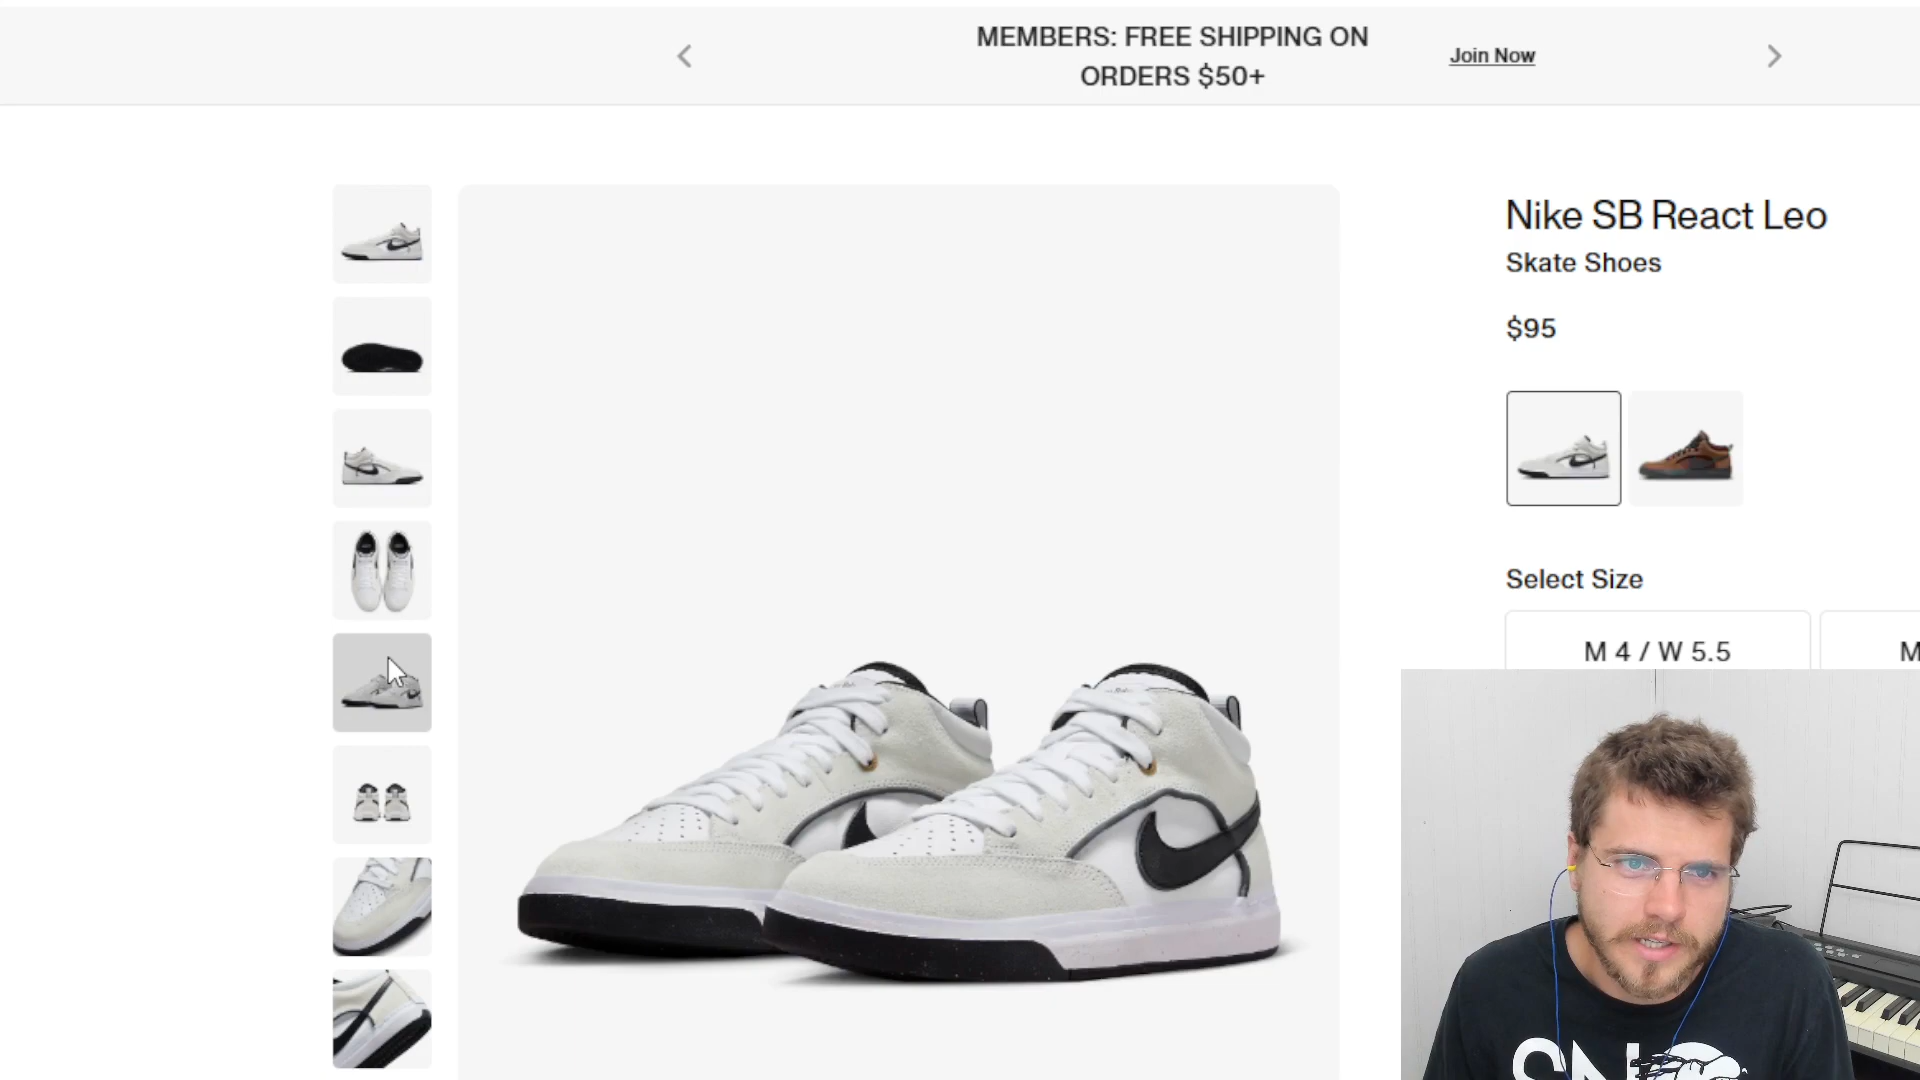 MEMBERS: FREE SHIPPING ON
ORDERS $50+
Join Now
Nike SB React Leo
Skate Shoes
$95
Select Size
M 4 / W 5.5
M